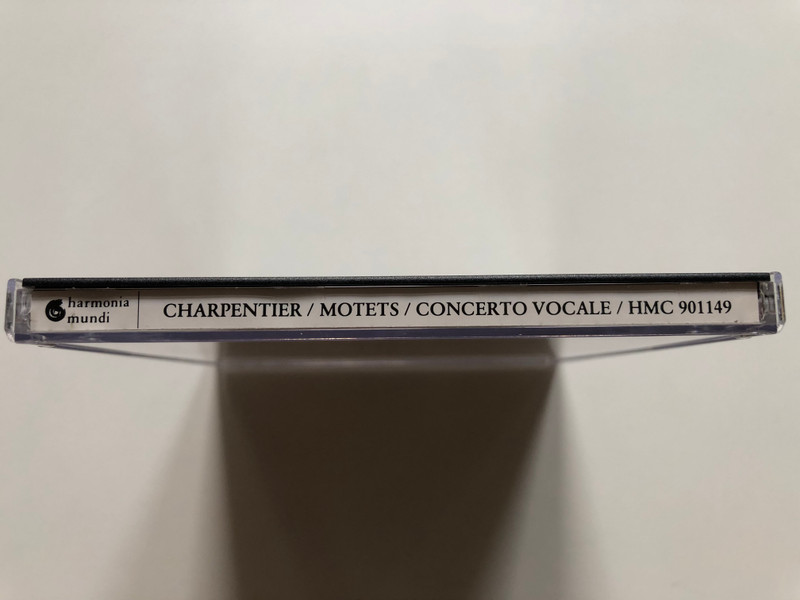 harmonia
mundi
CHARPENTIER / MOTETS / CONCERTO VOCALE / HMC 901149